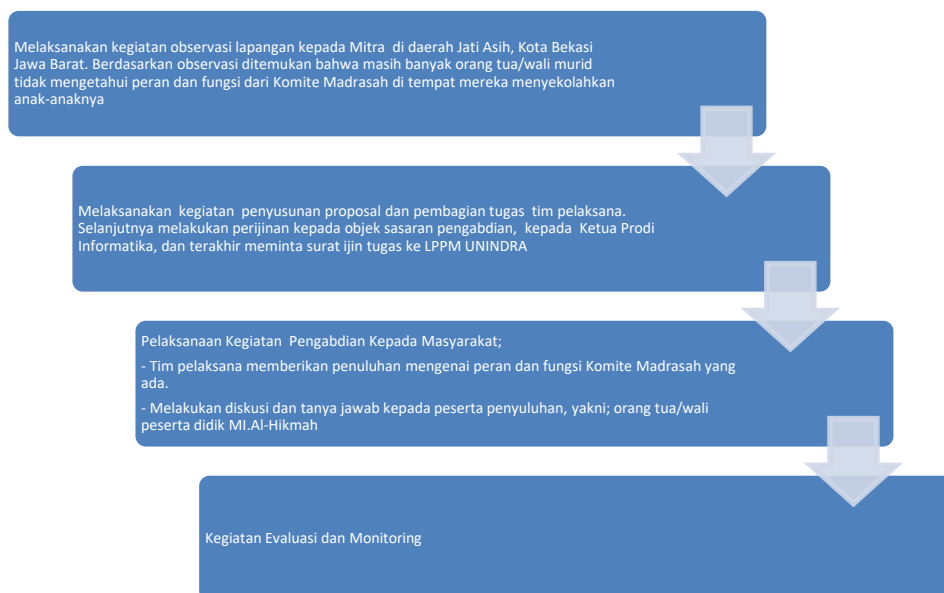 Melaksanakan kegiatan observasi lapangan kepada Mitra di daerah Jati Asih, Kota Bekasi
Jawa Barat. Berdasarkan observasi ditemukan bahwa masih banyak orang tua/wali murid
tidak mengetahui peran dan fungsi dari Komite Madrasah di tempat mereka menyekolahkan
anak-anaknya
Melaksanakan kegiatan penyusunan proposal dan pembagian tugas tim pelaksana.
Selanjutnya melakukan perijinan kepada objek sasaran pengabdian, kepada Ketua Prodi
Informatika, dan terakhir meminta surat ijin tugas ke LPPM UNINDRA
Pelaksanaan Kegiatan Pengabdian Kepada Masyarakat;
- Tim pelaksana memberikan penuluhan mengenai peran dan fungsi Komite Madrasah yang
ada.
- Melakukan diskusi dan tanya jawab kepada peserta penyuluhan, yakni; orang tua/wali
peserta didik MI.Al-Hikmah
Kegiatan Evaluasi dan Monitoring